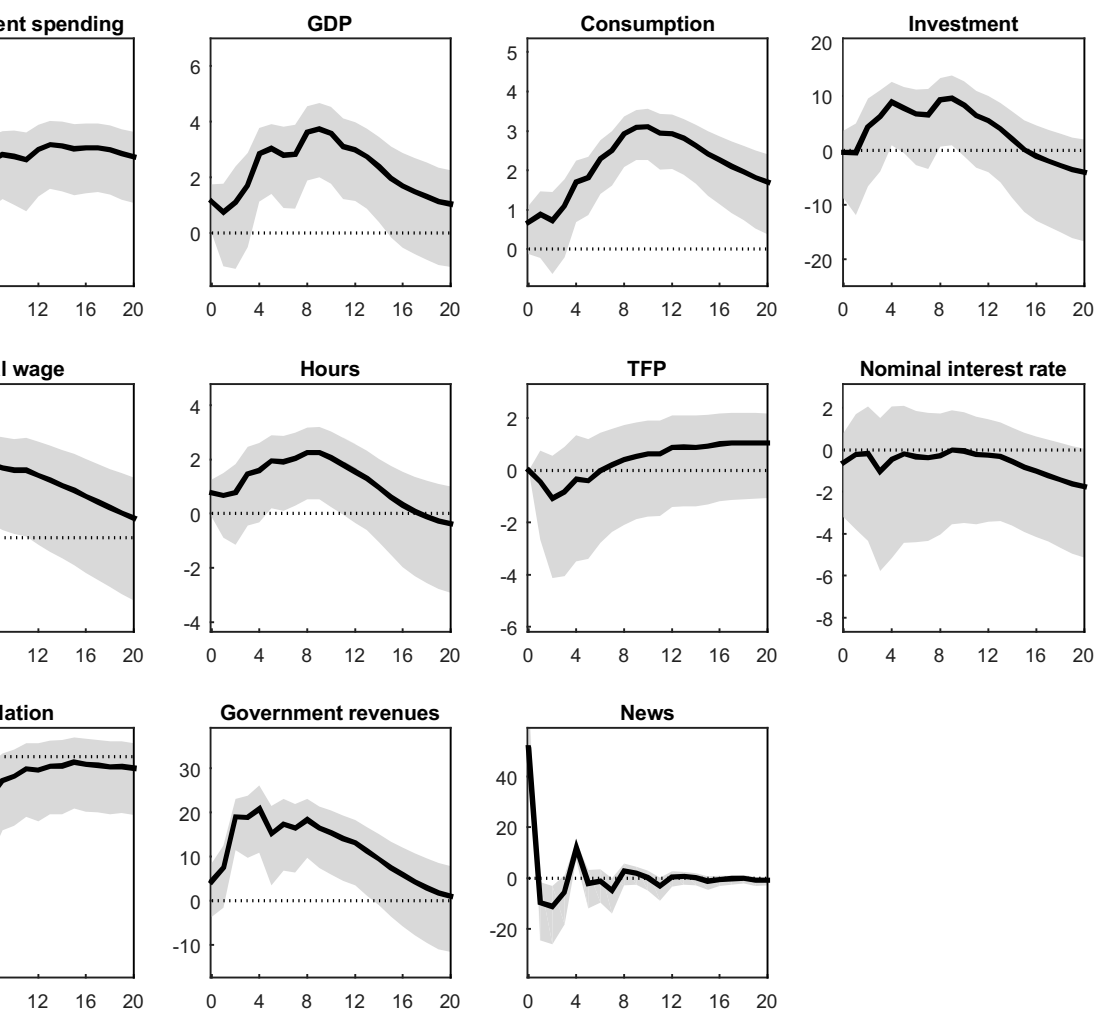 ent spending GDP Consumption Investment
6 5 20
4 4 10
2 3 0
0 2 -10
1 -20
0
12 16 20 0 4 8 12 16 20 0 4 8 12 16 20 0 4 8 12 16 20
l wage Hours TFP Nominal interest rate
4 2 2
2 0 0
0 -2 -2
-2 -4 -4
-4 -6 -6
-8
12 16 20 0 4 8 12 16 20 0 4 8 12 16 20 0 4 8 12 16 20
lation Government revenues News
30 40
20 20
10 0
0 -20
-10
12 16 20 0 4 8 12 16 20 0 4 8 12 16 20